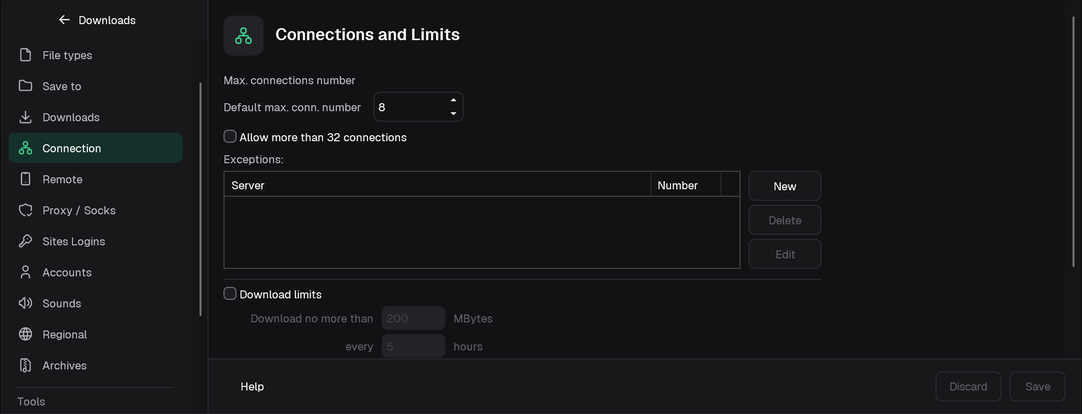 Downloads
File types
Save to
Downloads
Connection
Remote
Proxy / Socks
Sites Logins
Accounts
Sounds
Regional
Archives
Tools
Connections and Limits
Max. connections number
Default max. conn. number 8
Allow more than 32 connections
Exceptions:
Server Number
New
Delete
Edit
Download limits
Download no more than 200 MBytes
every 5 hours
Help
Discard Save